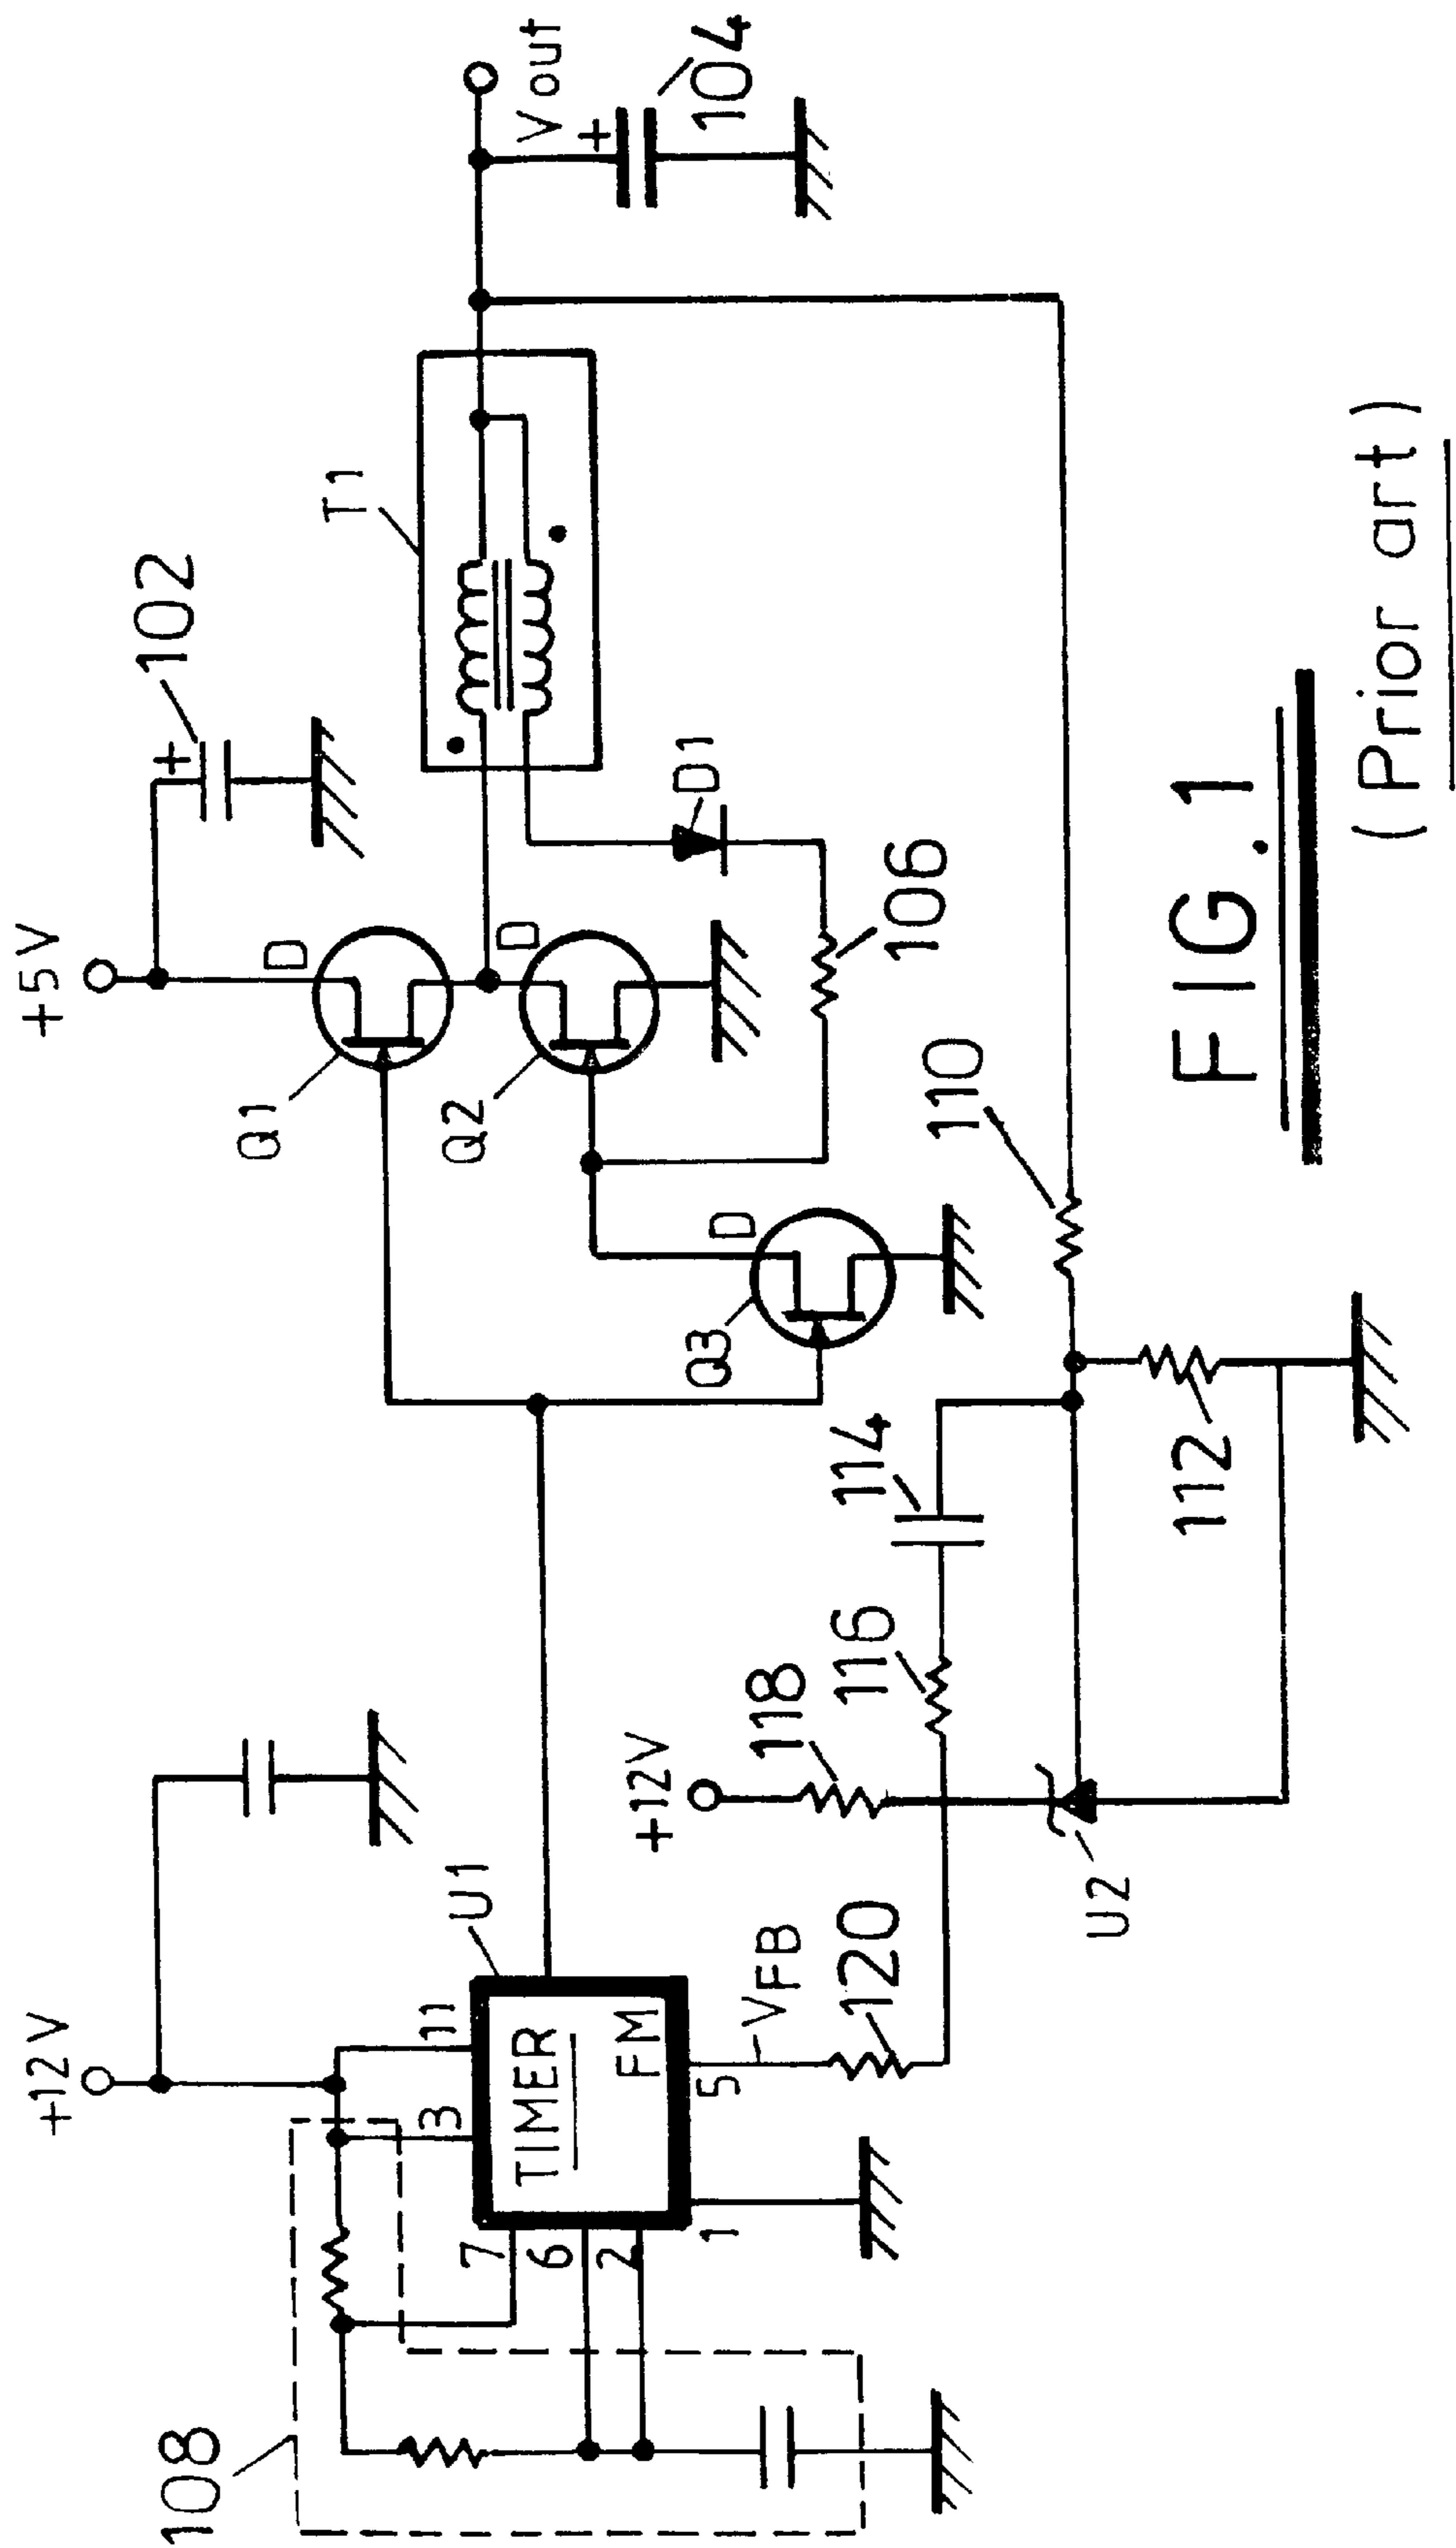 +12V
+5V
102
T1
Vout
+
104
108
3
11
7
6
2
1
5
TIMER
FM
U1
Q1
D
Q2
D
D1
106
Q3
D
VFB
120
+12V
118
116
114
110
112
U2
+
FIG. 1
(Prior art)